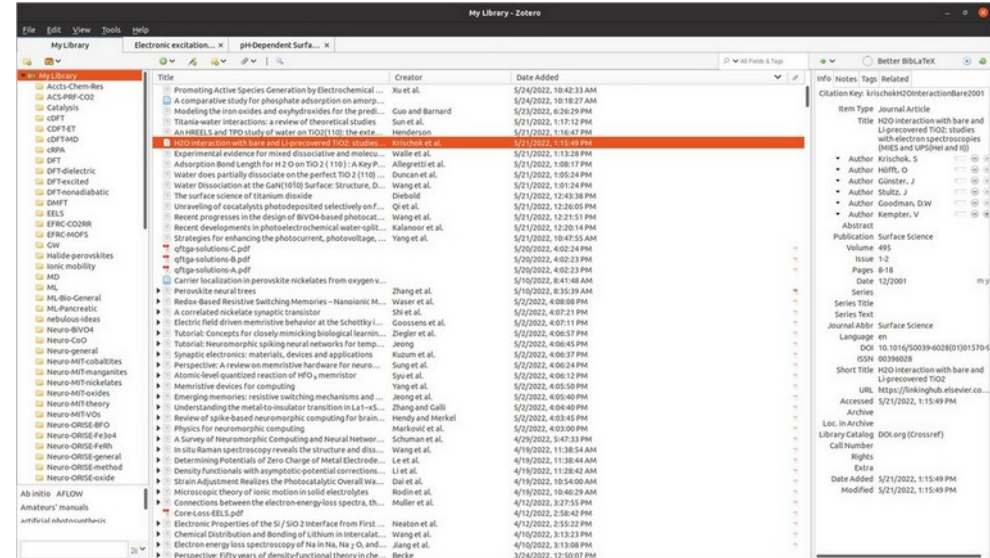 My Library - Zotero
File Edit View Tools Help
My Library
Electronic excitation... ×
pH-Dependent Surfa... ×
All Fields & Tags
Better BibLaTeX
My Library
Accts-Chem-Res
ACS-PRF-CO2
Catalysis
cDFT
CDFT-ET
cDFT-MD
cRPA
DFT
DFT-dielectric
DFT-excited
DFT-nonadiabatic
DMFT
EELS
EFRC-CO2RR
EFRC-MOFS
GW
Halide-perovskites
Ionic mobility
MD
ML
ML-Bio-General
ML-Pancreatic
nebulous-ideas
Neuro-BiVO4
Neuro-CoO
Neuro-general
Neuro-MIT-cobaltites
Neuro-MIT-manganites
Neuro-MIT-nickelates
Neuro-MIT-oxides
Neuro-MIT-theory
Neuro-MIT-VOs
Neuro-ORISE-BFO
Neuro-ORISE-Fe3o4
Neuro-ORISE-FeRh
Neuro-ORISE-general
Neuro-ORISE-method
Neuro-ORISE-oxide
Ab initio AFLOW
Amateurs' manuals
artificial photosynthesis
Title Creator Date Added
Promoting Active Species Generation by Electrochemical ... Xu et al. 5/24/2022, 10:42:33 AM
A comparative study for phosphate adsorption on amorp... 5/24/2022, 10:18:27 AM
Modeling the iron oxides and oxyhydroxides for the predi... Guo and Barnard 5/23/2022, 6:26:29 PM
Titania-water interactions: a review of theoretical studies Sun et al. 5/21/2022, 1:17:12 PM
An HREELS and TPD study of water on TiO2(110): the exte... Henderson 5/21/2022, 1:16:47 PM
H2O interaction with bare and Li-precovered TiO2: studies... Krischok et al. 5/21/2022, 1:15:49 PM
Experimental evidence for mixed dissociative and molecu... Walle et al. 5/21/2022, 1:13:28 PM
Adsorption Bond Length for H 2 O on TiO 2 ( 110 ) : A Key P... Allegretti et al. 5/21/2022, 1:08:17 PM
Water does partially dissociate on the perfect TiO 2 (110) ... Duncan et al. 5/21/2022, 1:05:24 PM
Water Dissociation at the GaN(1010) Surface: Structure, D... Wang et al. 5/21/2022, 1:01:24 PM
The surface science of titanium dioxide Diebold 5/21/2022, 12:43:38 PM
Unraveling of cocatalysts photodeposited selectively on f... Qi et al. 5/21/2022, 12:26:05 PM
Recent progresses in the design of BiVO4-based photocat... Wang et al. 5/21/2022, 12:21:51 PM
Recent developments in photoelectrochemical water-split... Kalanoor et al. 5/21/2022, 12:20:14 PM
Strategies for enhancing the photocurrent, photovoltage, ... Yang et al. 5/21/2022, 10:47:55 AM
qftga-solutions-C.pdf 5/20/2022, 4:02:24 PM
qftga-solutions-B.pdf 5/20/2022, 4:02:23 PM
qftga-solutions-A.pdf 5/20/2022, 4:02:23 PM
Carrier localization in perovskite nickelates from oxygen v... 5/10/2022, 8:41:48 AM
Perovskite neural trees Zhang et al. 5/10/2022, 8:35:39 AM
Redox-Based Resistive Switching Memories – Nanoionic M... Waser et al. 5/2/2022, 4:08:08 PM
A correlated nickelate synaptic transistor Shi et al. 5/2/2022, 4:07:21 PM
Electric field driven memristive behavior at the Schottky i... Goossens et al. 5/2/2022, 4:07:11 PM
Tutorial: Concepts for closely mimicking biological learnin... Ziegler et al. 5/2/2022, 4:06:57 PM
Tutorial: Neuromorphic spiking neural networks for temp... Jeong 5/2/2022, 4:06:45 PM
Synaptic electronics: materials, devices and applications Kuzum et al. 5/2/2022, 4:06:37 PM
Perspective: A review on memristive hardware for neuro... Sung et al. 5/2/2022, 4:06:24 PM
Atomic-level quantized reaction of HfO x memristor Syu et al. 5/2/2022, 4:06:12 PM
Memristive devices for computing Yang et al. 5/2/2022, 4:05:50 PM
Emerging memories: resistive switching mechanisms and ... Jeong et al. 5/2/2022, 4:05:40 PM
Understanding the metal-to-insulator transition in La1−xS... Zhang and Galli 5/2/2022, 4:04:40 PM
Review of spike-based neuromorphic computing for brain... Hendy and Merkel 5/2/2022, 4:03:45 PM
Physics for neuromorphic computing Marković et al. 5/2/2022, 4:03:00 PM
A Survey of Neuromorphic Computing and Neural Networ... Schuman et al. 4/29/2022, 5:47:33 PM
In situ Raman spectroscopy reveals the structure and diss... Wang et al. 4/19/2022, 11:38:54 AM
Determining Potentials of Zero Charge of Metal Electrode... Le et al. 4/19/2022, 11:38:44 AM
Density functionals with asymptotic-potential corrections... Li et al. 4/19/2022, 11:28:42 AM
Strain Adjustment Realizes the Photocatalytic Overall Wa... Dai et al. 4/19/2022, 10:54:00 AM
Microscopic theory of ionic motion in solid electrolytes Rodin et al. 4/19/2022, 10:46:29 AM
Connections between the electron-energy-loss spectra, th... Muller et al. 4/12/2022, 3:27:55 PM
Core-Loss-EELS.pdf 4/12/2022, 2:58:42 PM
Electronic Properties of the Si / SiO 2 Interface from First ... Neaton et al. 4/12/2022, 2:55:22 PM
Chemical Distribution and Bonding of Lithium in Intercalat... Wang et al. 4/10/2022, 3:13:23 PM
Electron energy loss spectroscopy of Na in Na, Na 2 O, and... Jiang et al. 4/10/2022, 3:13:08 PM
Perspective: Fifty years of density-functional theory in che... Becke 3/24/2022, 12:50:07 PM
Info Notes Tags Related
Citation Key: krischokH2OInteractionBare2001
Item Type Journal Article
Title H2O interaction with bare and
Li-precovered TiO2: studies
with electron spectroscopies
(MIES and UPS(HeI and II))
Author Krischok, S
Author Höfft, O
Author Günster, J
Author Stultz, J
Author Goodman, D.W
Author Kempter, V
Abstract
Publication Surface Science
Volume 495
Issue 1-2
Pages 8-18
Date 12/2001 m y
Series
Series Title
Series Text
Journal Abbr Surface Science
Language en
DOI 10.1016/S0039-6028(01)01570-9
ISSN 00396028
Short Title H2O interaction with bare and
Li-precovered TiO2
URL https://linkinghub.elsevier.co...
Accessed 5/21/2022, 1:15:49 PM
Archive
Loc. in Archive
Library Catalog DOI.org (Crossref)
Call Number
Rights
Extra
Date Added 5/21/2022, 1:15:49 PM
Modified 5/21/2022, 1:15:49 PM